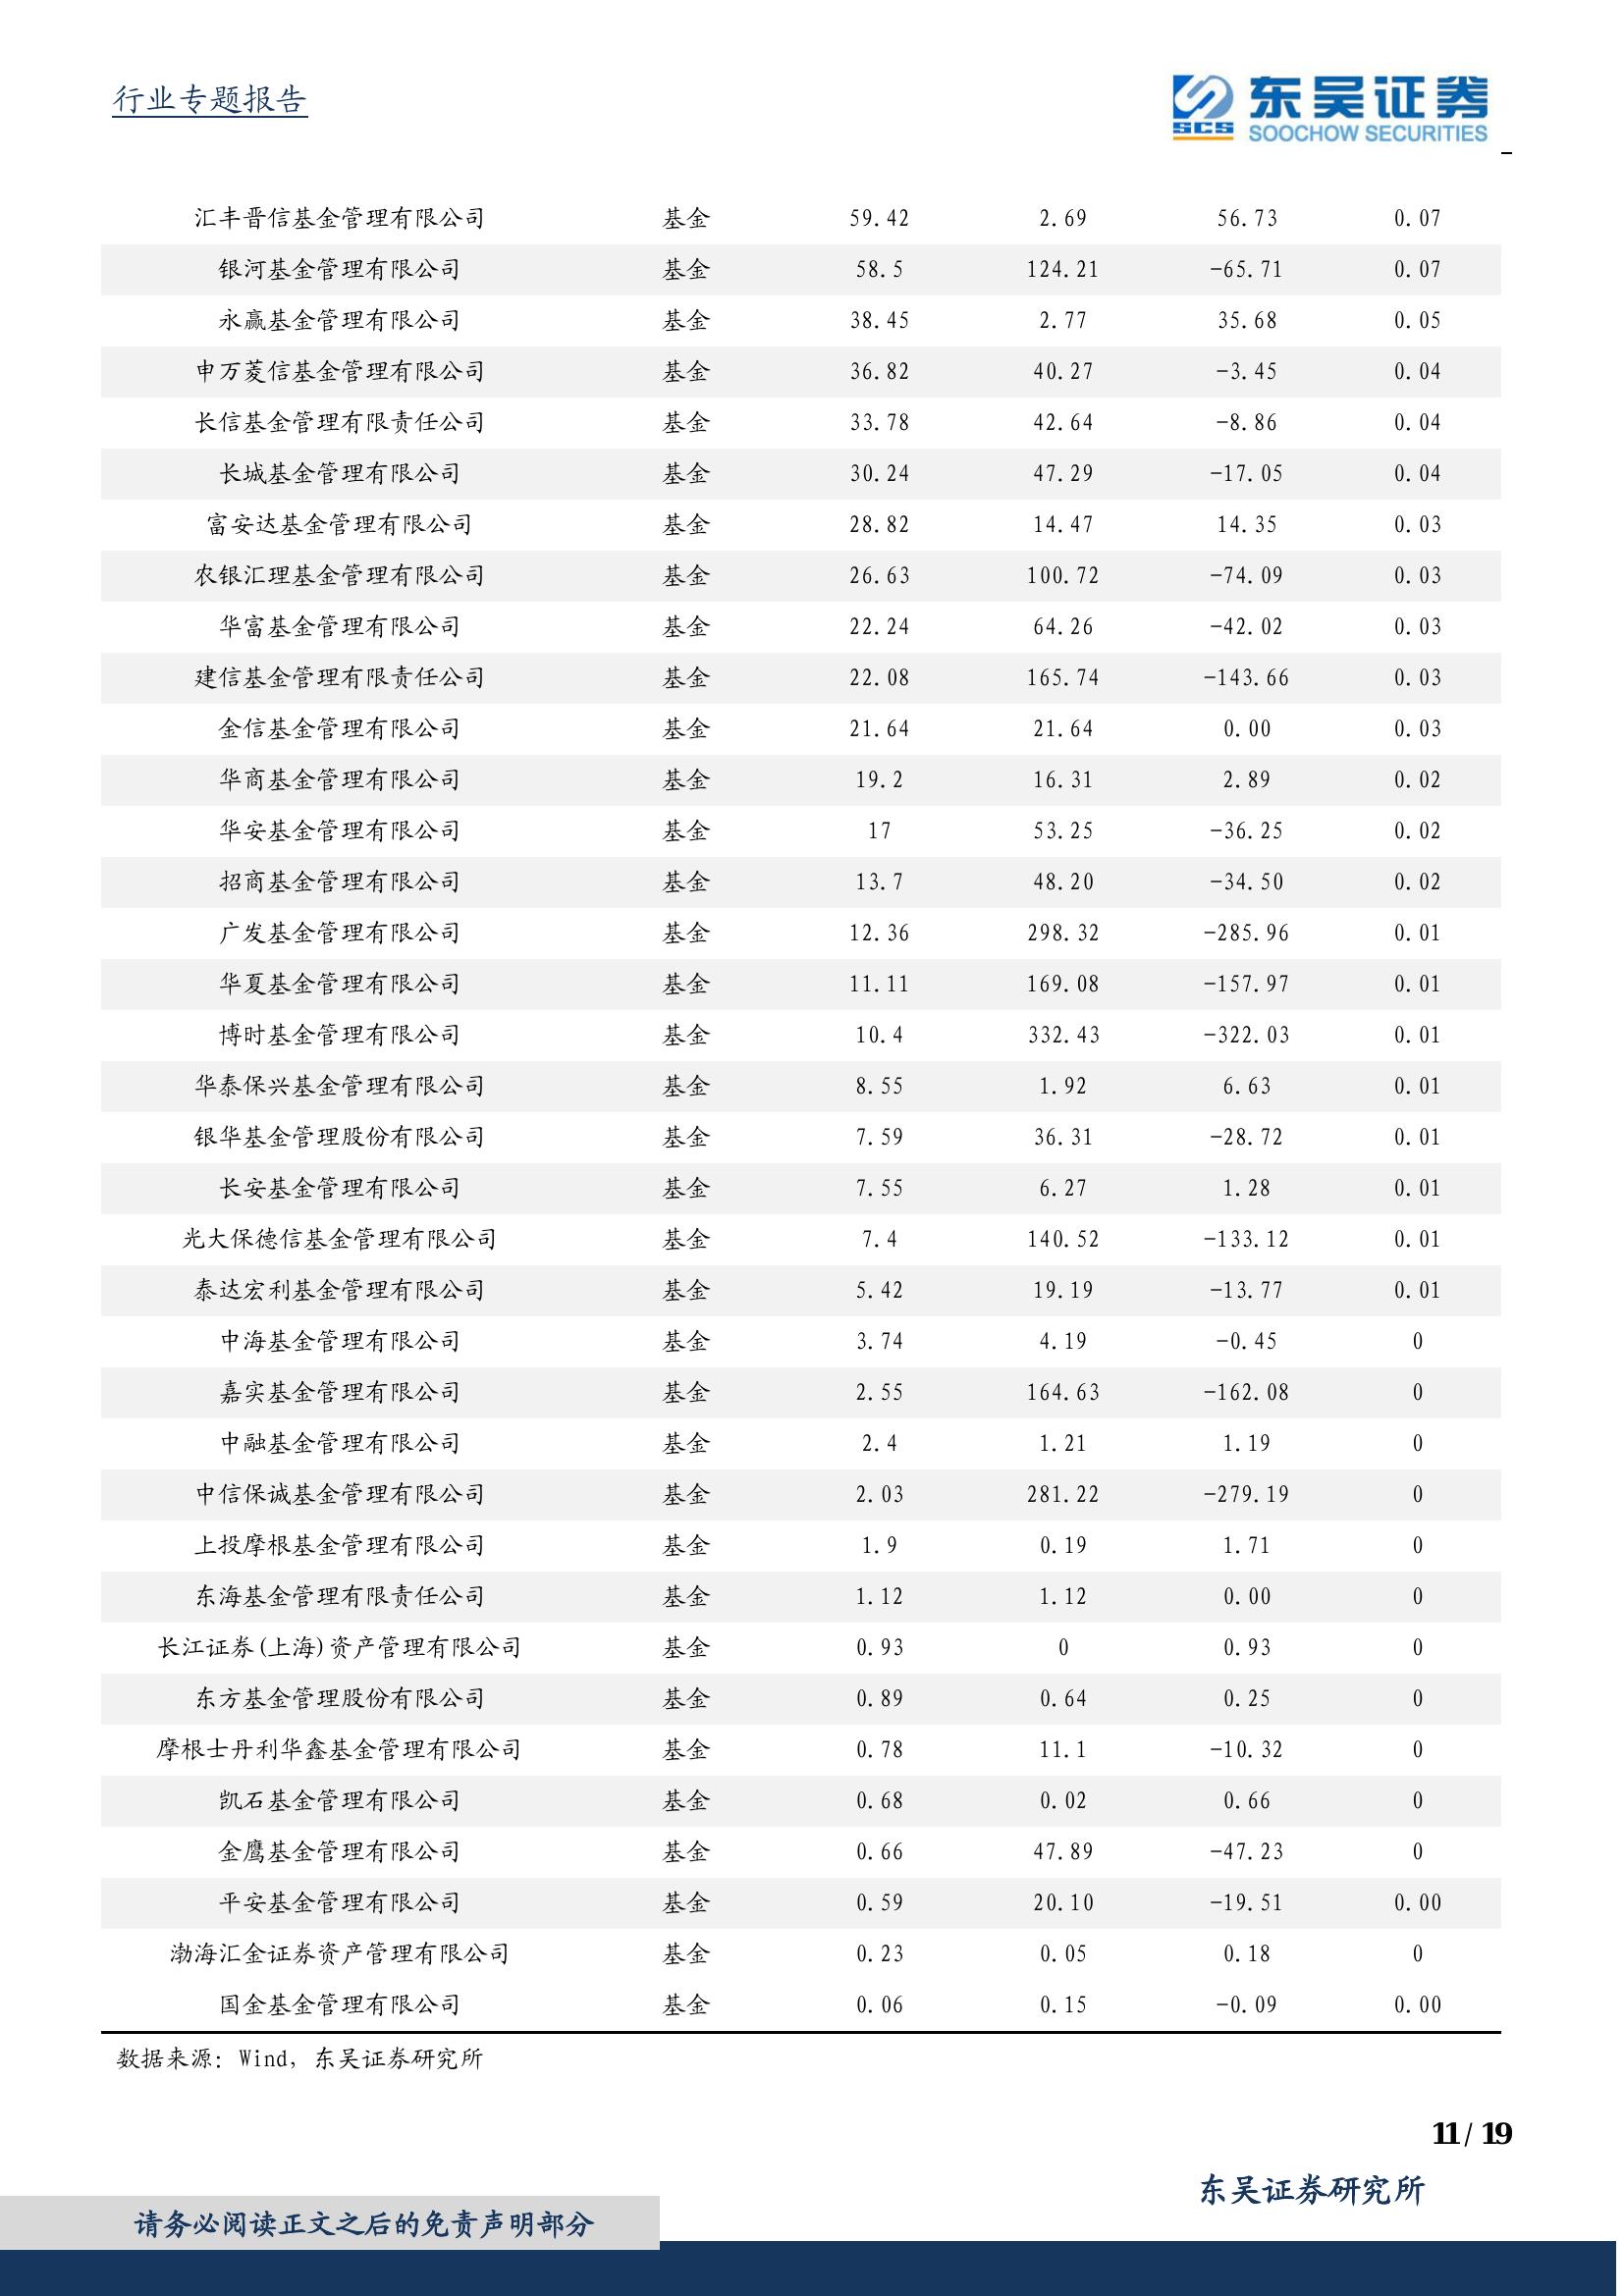 行业专题报告
SCS 东吴证券
SOOCHOW SECURITIES
汇丰晋信基金管理有限公司 基金 59.42 2.69 56.73 0.07
银河基金管理有限公司 基金 58.5 124.21 -65.71 0.07
永赢基金管理有限公司 基金 38.45 2.77 35.68 0.05
申万菱信基金管理有限公司 基金 36.82 40.27 -3.45 0.04
长信基金管理有限责任公司 基金 33.78 42.64 -8.86 0.04
长城基金管理有限公司 基金 30.24 47.29 -17.05 0.04
富安达基金管理有限公司 基金 28.82 14.47 14.35 0.03
农银汇理基金管理有限公司 基金 26.63 100.72 -74.09 0.03
华富基金管理有限公司 基金 22.24 64.26 -42.02 0.03
建信基金管理有限责任公司 基金 22.08 165.74 -143.66 0.03
金信基金管理有限公司 基金 21.64 21.64 0.00 0.03
华商基金管理有限公司 基金 19.2 16.31 2.89 0.02
华安基金管理有限公司 基金 17 53.25 -36.25 0.02
招商基金管理有限公司 基金 13.7 48.20 -34.50 0.02
广发基金管理有限公司 基金 12.36 298.32 -285.96 0.01
华夏基金管理有限公司 基金 11.11 169.08 -157.97 0.01
博时基金管理有限公司 基金 10.4 332.43 -322.03 0.01
华泰保兴基金管理有限公司 基金 8.55 1.92 6.63 0.01
银华基金管理股份有限公司 基金 7.59 36.31 -28.72 0.01
长安基金管理有限公司 基金 7.55 6.27 1.28 0.01
光大保德信基金管理有限公司 基金 7.4 140.52 -133.12 0.01
泰达宏利基金管理有限公司 基金 5.42 19.19 -13.77 0.01
中海基金管理有限公司 基金 3.74 4.19 -0.45 0
嘉实基金管理有限公司 基金 2.55 164.63 -162.08 0
中融基金管理有限公司 基金 2.4 1.21 1.19 0
中信保诚基金管理有限公司 基金 2.03 281.22 -279.19 0
上投摩根基金管理有限公司 基金 1.9 0.19 1.71 0
东海基金管理有限责任公司 基金 1.12 1.12 0.00 0
长江证券(上海)资产管理有限公司 基金 0.93 0 0.93 0
东方基金管理股份有限公司 基金 0.89 0.64 0.25 0
摩根士丹利华鑫基金管理有限公司 基金 0.78 11.1 -10.32 0
凯石基金管理有限公司 基金 0.68 0.02 0.66 0
金鹰基金管理有限公司 基金 0.66 47.89 -47.23 0
平安基金管理有限公司 基金 0.59 20.10 -19.51 0.00
渤海汇金证券资产管理有限公司 基金 0.23 0.05 0.18 0
国金基金管理有限公司 基金 0.06 0.15 -0.09 0.00
数据来源：Wind，东吴证券研究所
11 / 19
东吴证券研究所
请务必阅读正文之后的免责声明部分